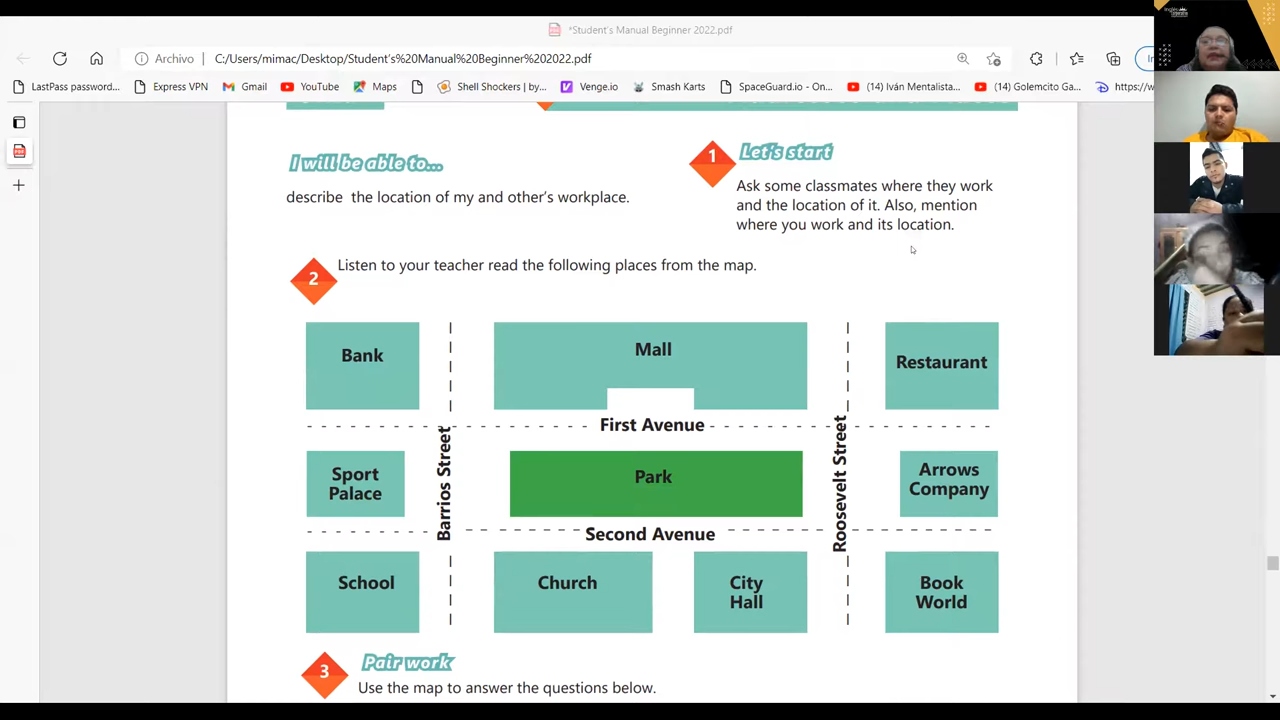 *Student's Manual Beginner 2022.pdf
Archivo
C:/Users/mimac/Desktop/Student's%20Manual%20Beginner%202022.pdf
LastPass password...
Express VPN
Gmail
YouTube
Maps
Shell Shockers | by...
Venge.io
Smash Karts
SpaceGuard.io - On...
(14) Iván Mentalista...
(14) Golemcito Ga...
https://w
I will be able to...
describe the location of my and other's workplace.
1
Let's start
Ask some classmates where they work
and the location of it. Also, mention
where you work and its location.
2
Listen to your teacher read the following places from the map.
Bank
Mall
Restaurant
First Avenue
Barrios Street
Roosevelt Street
Sport
Palace
Park
Arrows
Company
Second Avenue
School
Church
City
Hall
Book
World
3
Pair work
Use the map to answer the questions below.